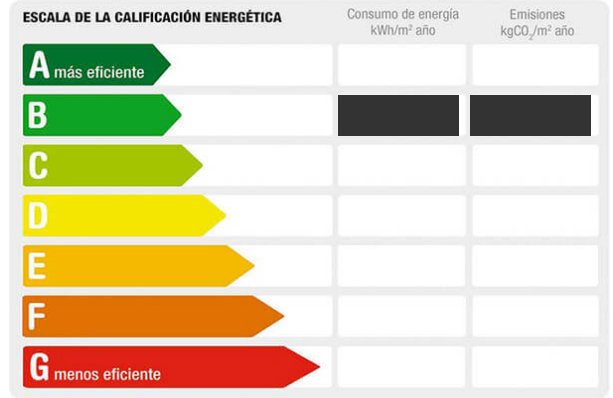 ESCALA DE LA CALIFICACIÓN ENERGÉTICA
Consumo de energía
kWh/m² año
Emisiones
kgCO₂/m² año
A más eficiente
B
C
D
E
F
G menos eficiente